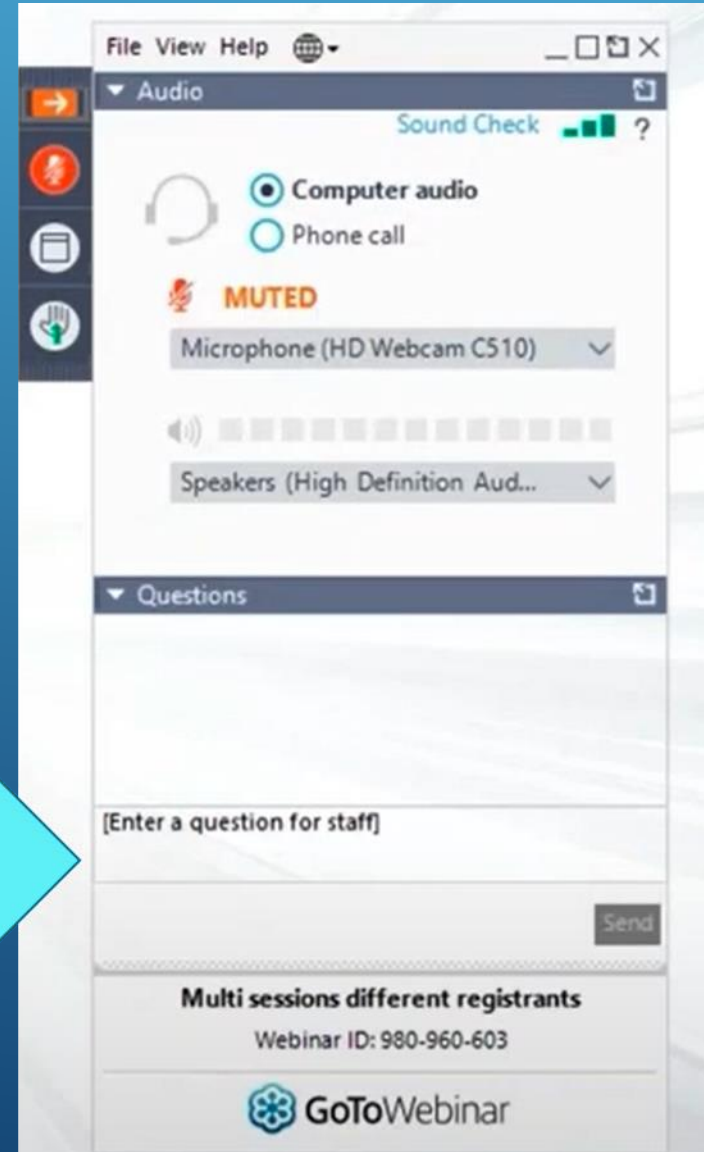 File View Help
Audio
Sound Check ?
Computer audio
Phone call
MUTED
Microphone (HD Webcam C510)
Speakers (High Definition Aud...
Questions
[Enter a question for staff]
Send
Multi sessions different registrants
Webinar ID: 980-960-603
GoToWebinar